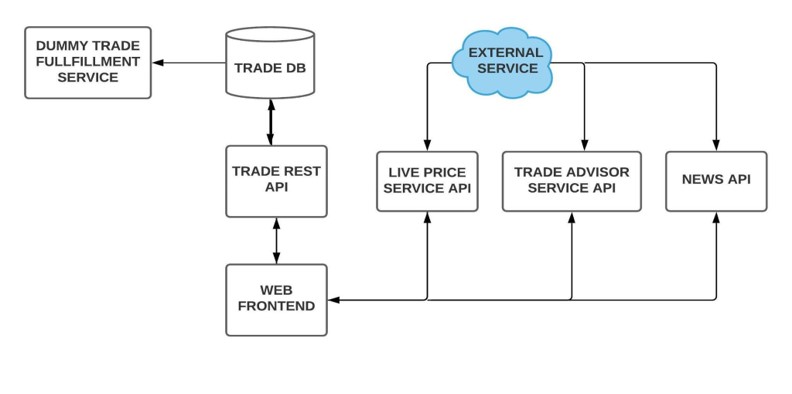 DUMMY TRADE
FULLFILLMENT
SERVICE
TRADE DB
EXTERNAL
SERVICE
TRADE REST
API
LIVE PRICE
SERVICE API
TRADE ADVISOR
SERVICE API
NEWS API
WEB
FRONTEND